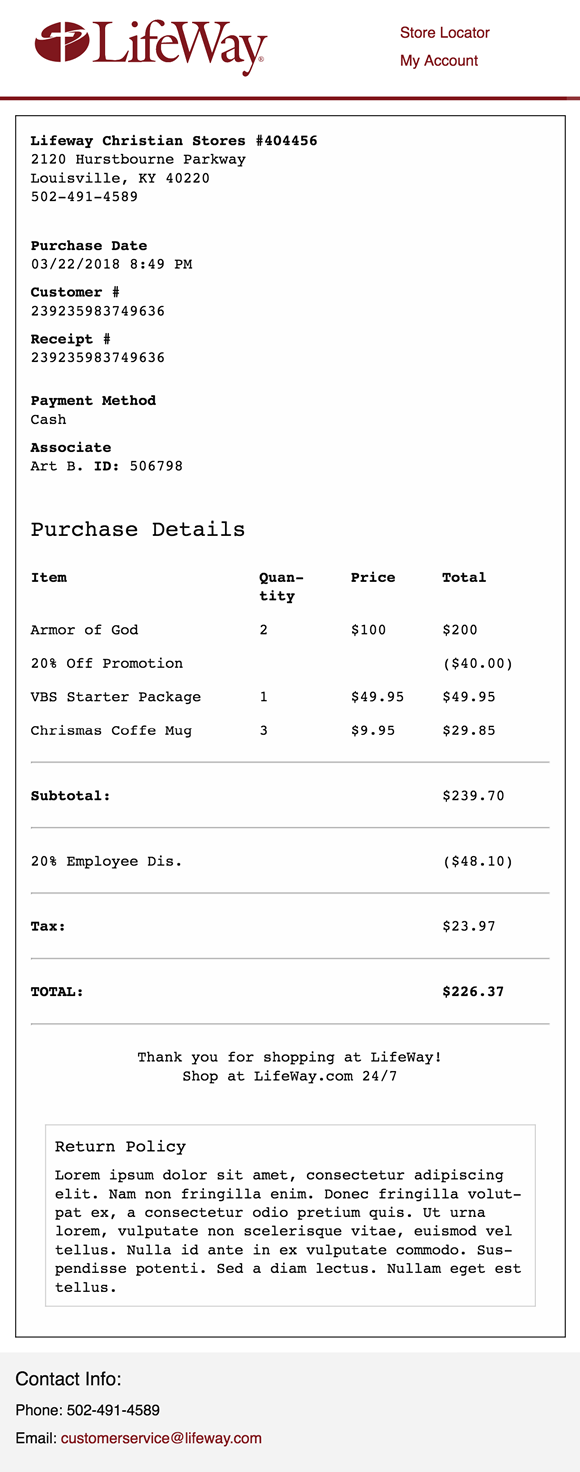 LifeWay®
Store Locator
My Account
Lifeway Christian Stores #404456
2120 Hurstbourne Parkway
Louisville, KY 40220
502-491-4589
Purchase Date
03/22/2018 8:49 PM
Customer #
239235983749636
Receipt #
239235983749636
Payment Method
Cash
Associate
Art B. ID: 506798
Purchase Details
Item Quan- Price Total
tity
Armor of God 2 $100 $200
20% Off Promotion ($40.00)
VBS Starter Package 1 $49.95 $49.95
Chrismas Coffe Mug 3 $9.95 $29.85
Subtotal: $239.70
20% Employee Dis. ($48.10)
Tax: $23.97
TOTAL: $226.37
Thank you for shopping at LifeWay!
Shop at LifeWay.com 24/7
Return Policy
Lorem ipsum dolor sit amet, consectetur adipiscing
elit. Nam non fringilla enim. Donec fringilla volut-
pat ex, a consectetur odio pretium quis. Ut urna
lorem, vulputate non scelerisque vitae, euismod vel
tellus. Nulla id ante in ex vulputate commodo. Sus-
pendisse potenti. Sed a diam lectus. Nullam eget est
tellus.
Contact Info:
Phone: 502-491-4589
Email: customerservice@lifeway.com